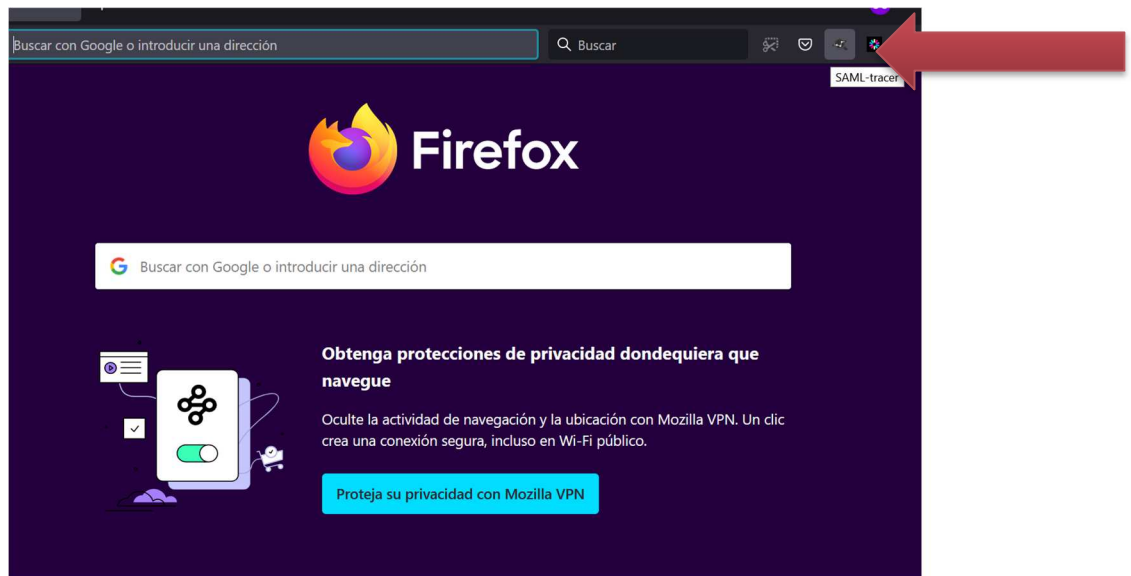 Buscar con Google o introducir una dirección
Buscar
SAML-tracer
Firefox
Buscar con Google o introducir una dirección
Obtenga protecciones de privacidad dondequiera que
navegue
Oculte la actividad de navegación y la ubicación con Mozilla VPN. Un clic
crea una conexión segura, incluso en Wi-Fi público.
Proteja su privacidad con Mozilla VPN